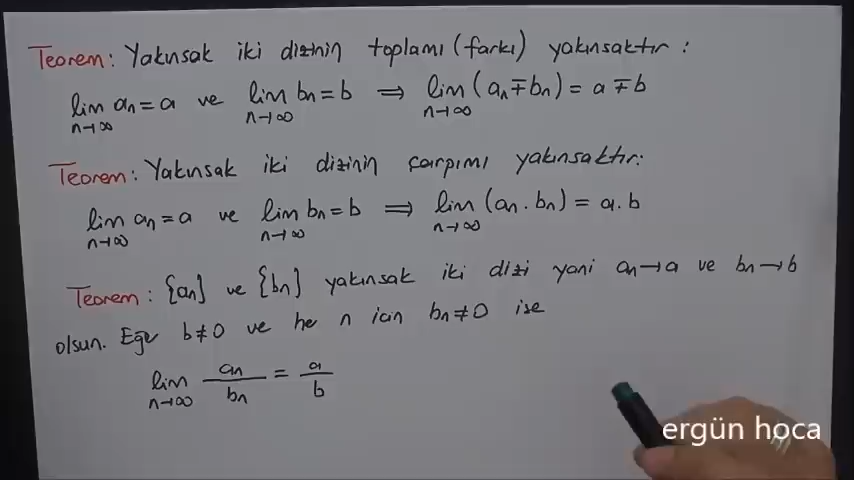 Teorem: Yakınsak iki dizinin toplamı (farkı) yakınsaktır:
lim n→∞ an = a ve lim n→∞ bn = b ⇒ lim n→∞ (an ∓ bn) = a ∓ b
Teorem: Yakınsak iki dizinin çarpımı yakınsaktır:
lim n→∞ an = a ve lim n→∞ bn = b ⇒ lim n→∞ (an . bn) = a . b
Teorem: {an} ve {bn} yakınsak iki dizi yani an→a ve bn→b
olsun. Eğer b≠0 ve her n için bn≠0 ise
lim n→∞ an/bn = a/b
ergün hoca